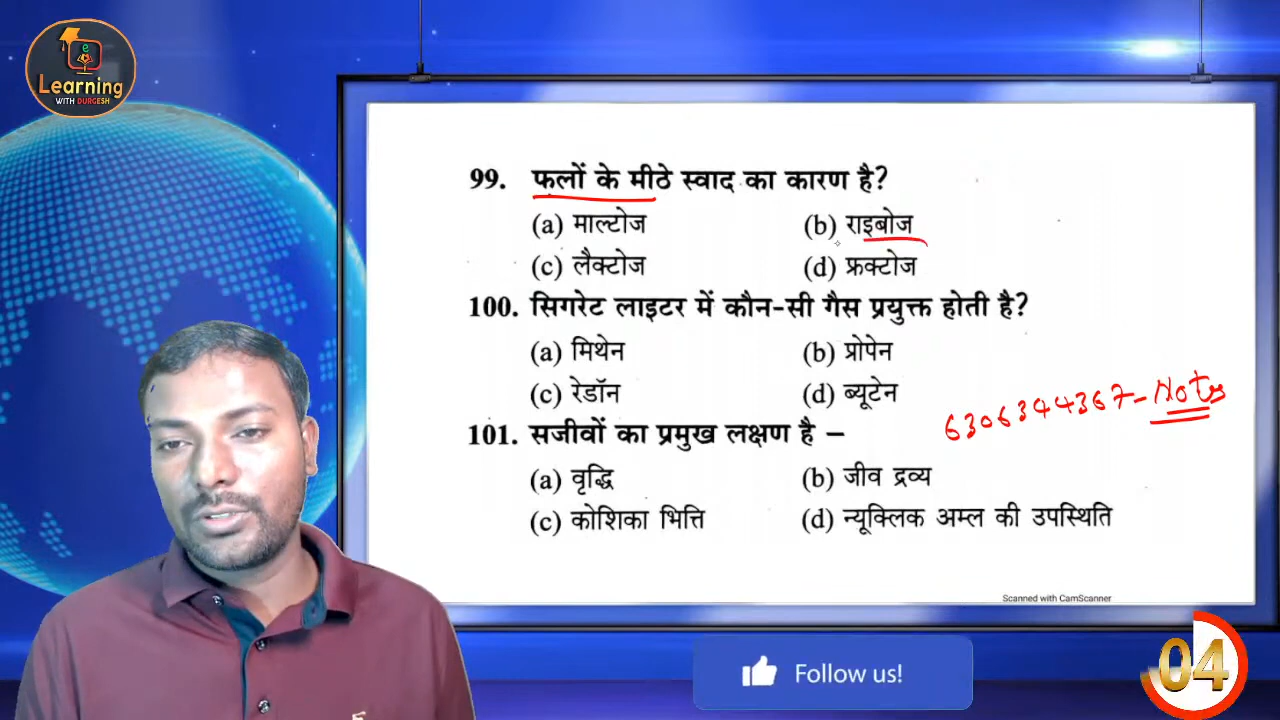 e
Learning
WITH DURGESH
99. फलों के मीठे स्वाद का कारण है?
(a) माल्टोज (b) राइबोज
(c) लैक्टोज (d) फ्रक्टोज
100. सिगरेट लाइटर में कौन-सी गैस प्रयुक्त होती है?
(a) मिथेन (b) प्रोपेन
(c) रेडॉन (d) ब्यूटेन
6306344367-Notes
101. सजीवों का प्रमुख लक्षण है –
(a) वृद्धि (b) जीव द्रव्य
(c) कोशिका भित्ति (d) न्यूक्लिक अम्ल की उपस्थिति
Scanned with CamScanner
Follow us!
04